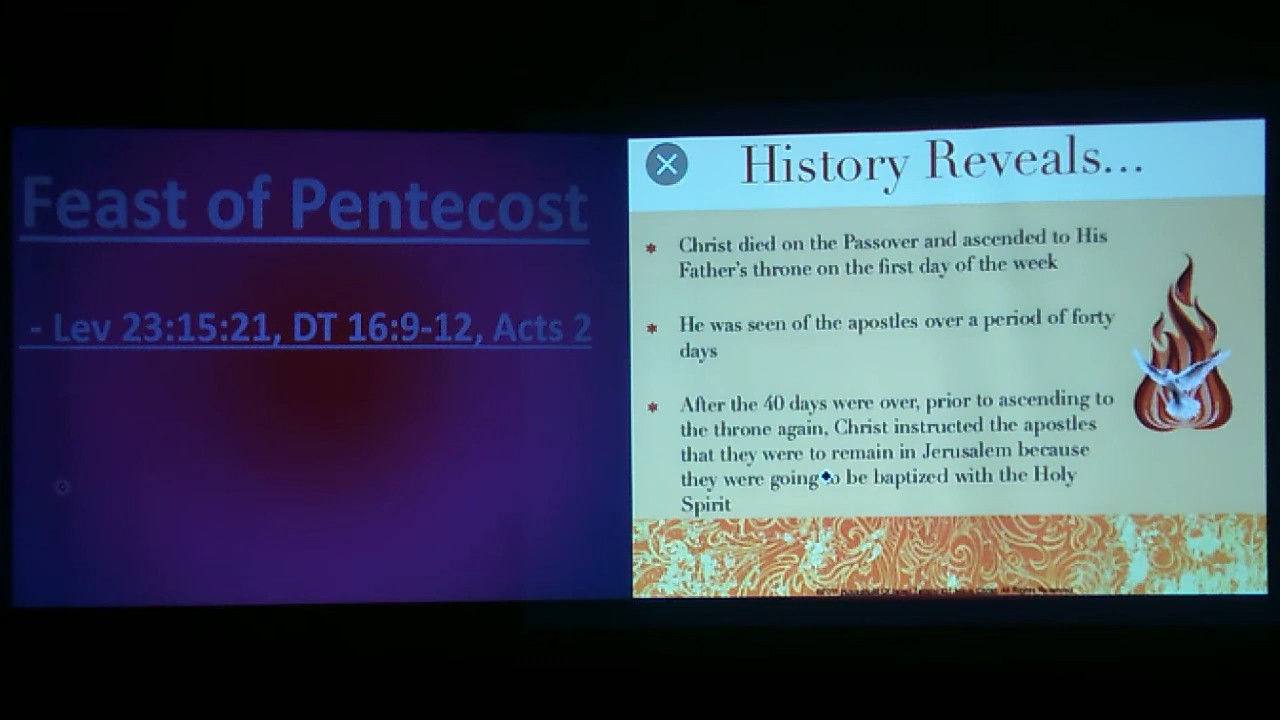 Feast of Pentecost
- Lev 23:15:21, DT 16:9-12, Acts 2
History Reveals...
* Christ died on the Passover and ascended to His
Father's throne on the first day of the week
* He was seen of the apostles over a period of forty
days
* After the 40 days were over, prior to ascending to
the throne again, Christ instructed the apostles
that they were to remain in Jerusalem because
they were going to be baptized with the Holy
Spirit
All Rights Reserved